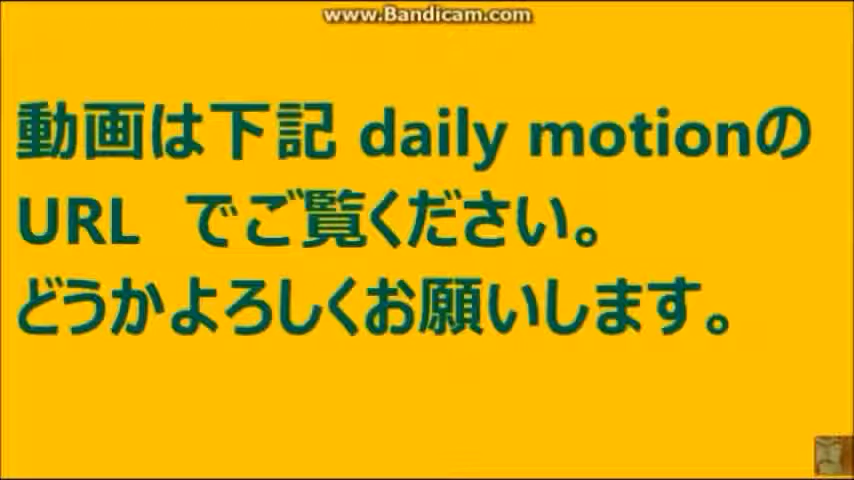 www.Bandicam.com
動画は下記 daily motionの
URL でご覧ください。
どうかよろしくお願いします。